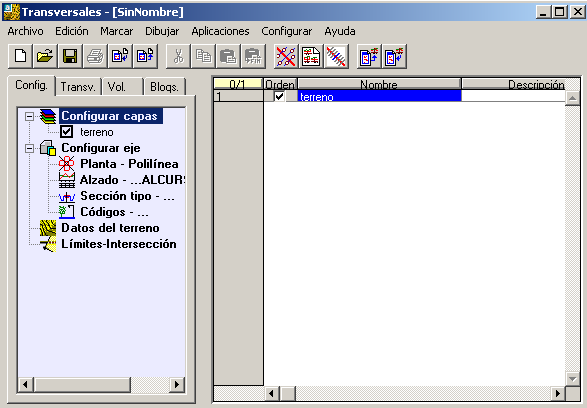 Transversales - [SinNombre]
Archivo Edición Marcar Dibujar Aplicaciones Configurar Ayuda
Config. Transv. Vol. Bloqs.
Configurar capas
terreno
Configurar eje
Planta - Polilínea
Alzado - ...ALCUR
Sección tipo - ...
Códigos - ...
Datos del terreno
Límites-Intersección
0/1 Orden Nombre Descripción
1 terreno